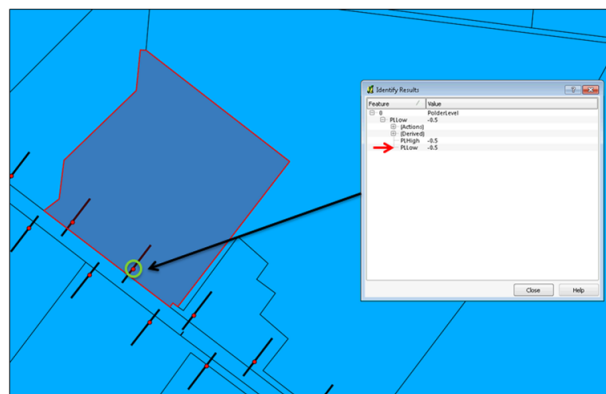 Identify Results
Feature Value
0 PolderLevel
PLLow -0.5
(Actions)
(Derived)
PLHigh -0.5
PLLow -0.5
Close Help